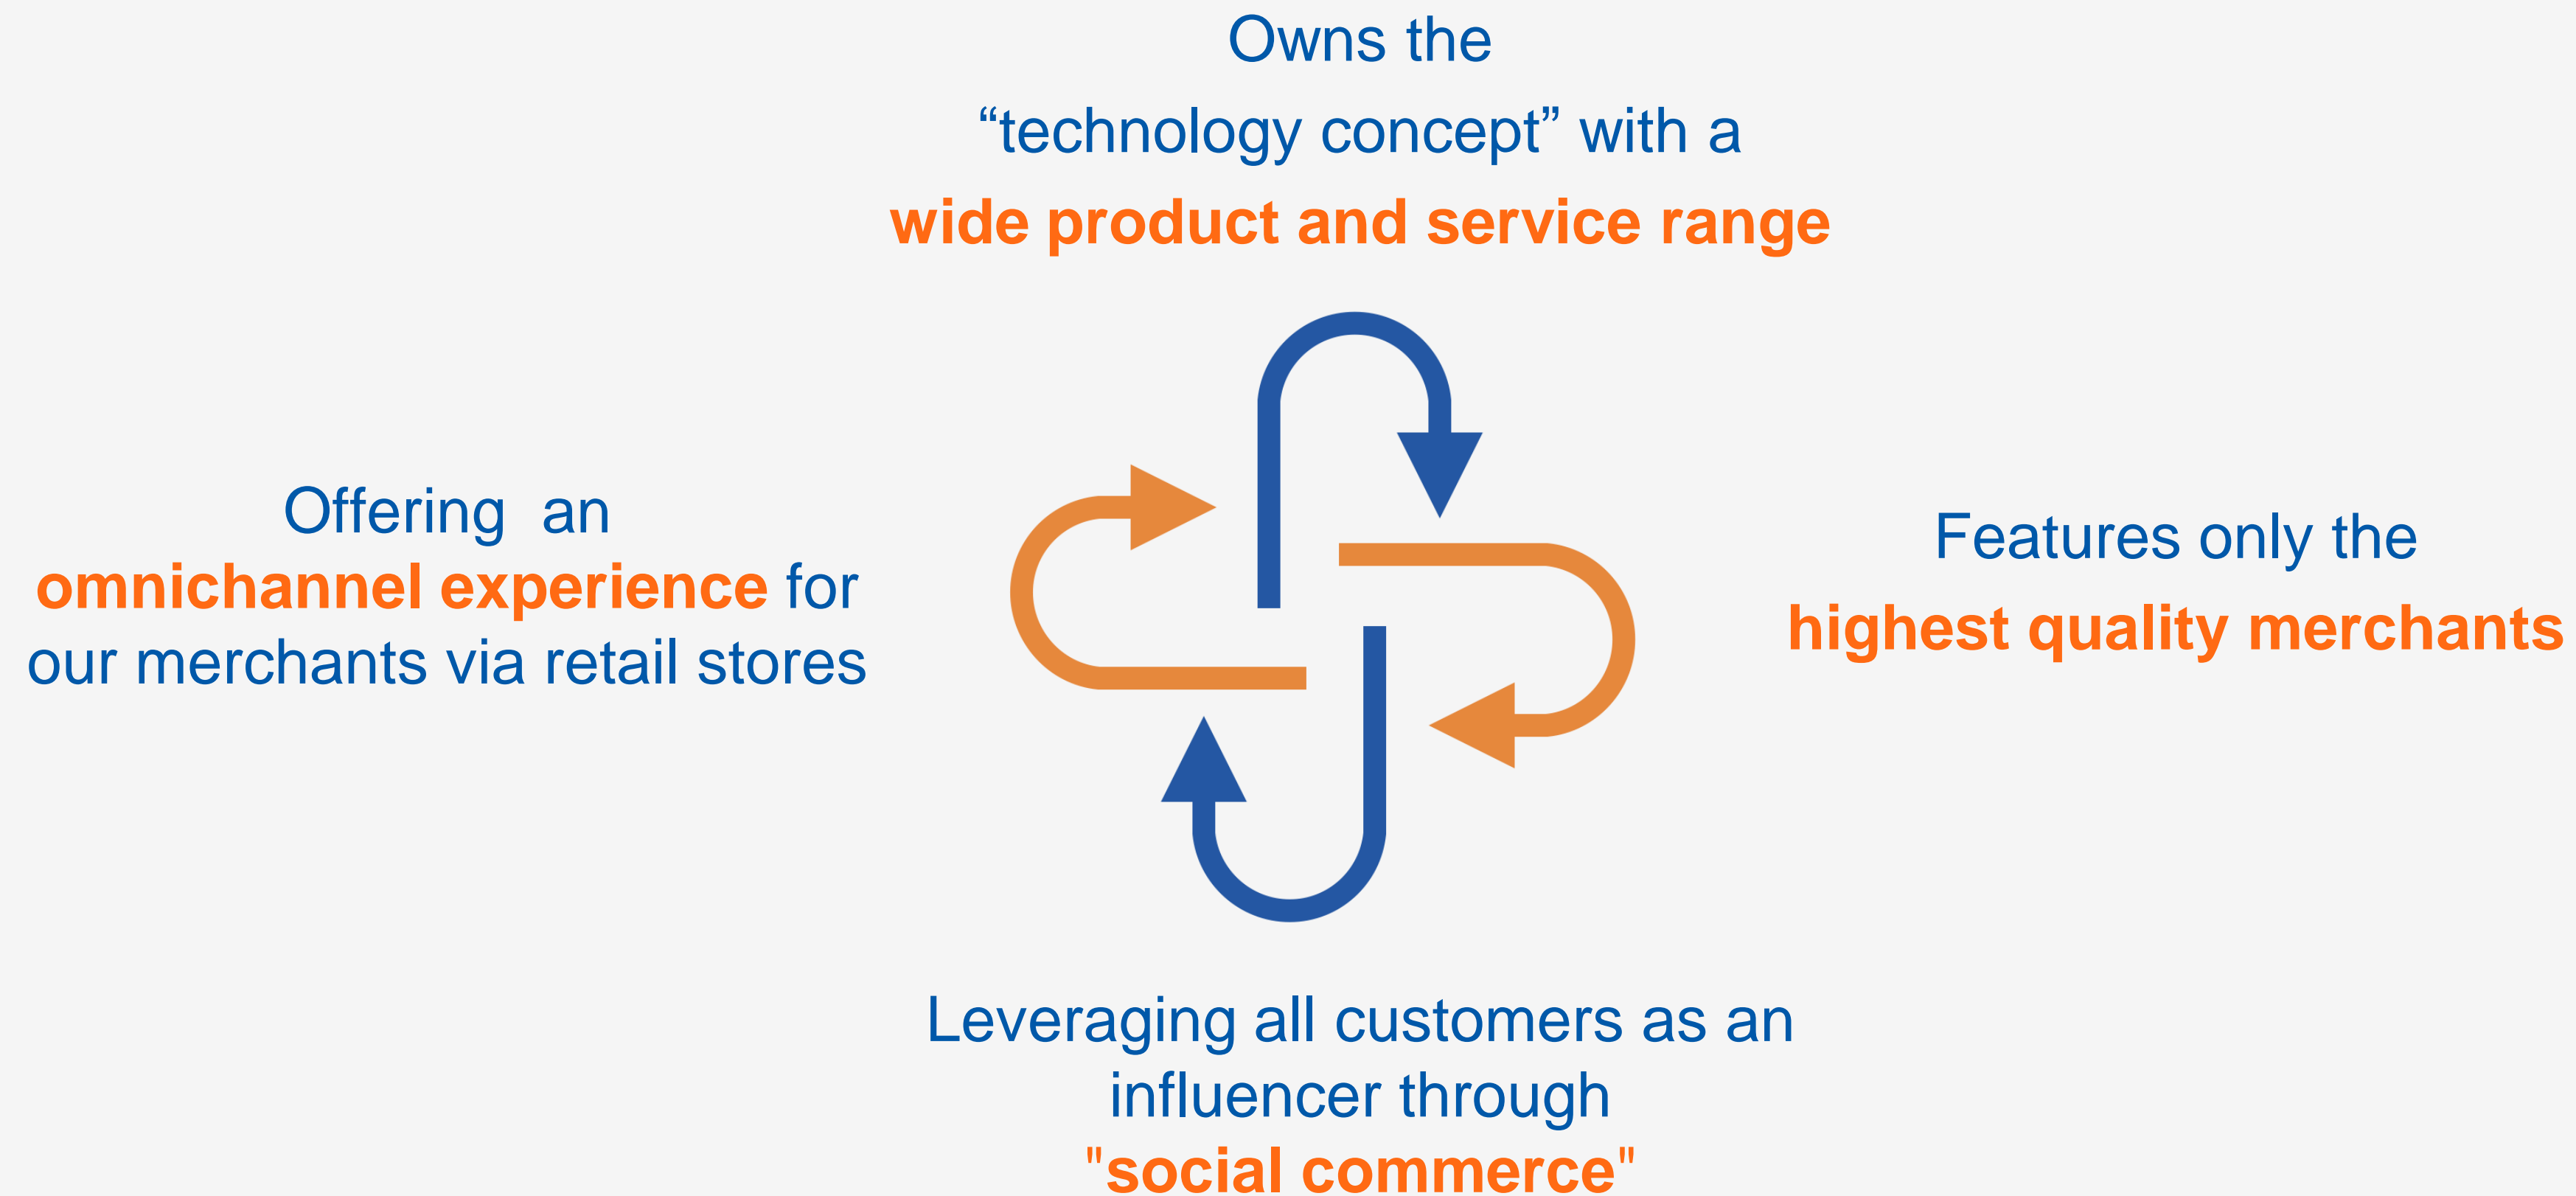 Owns the
“technology concept” with a
wide product and service range
Offering  an
omnichannel experience for
our merchants via retail stores
Features only the
highest quality merchants
Leveraging all customers as an
influencer through
"social commerce"